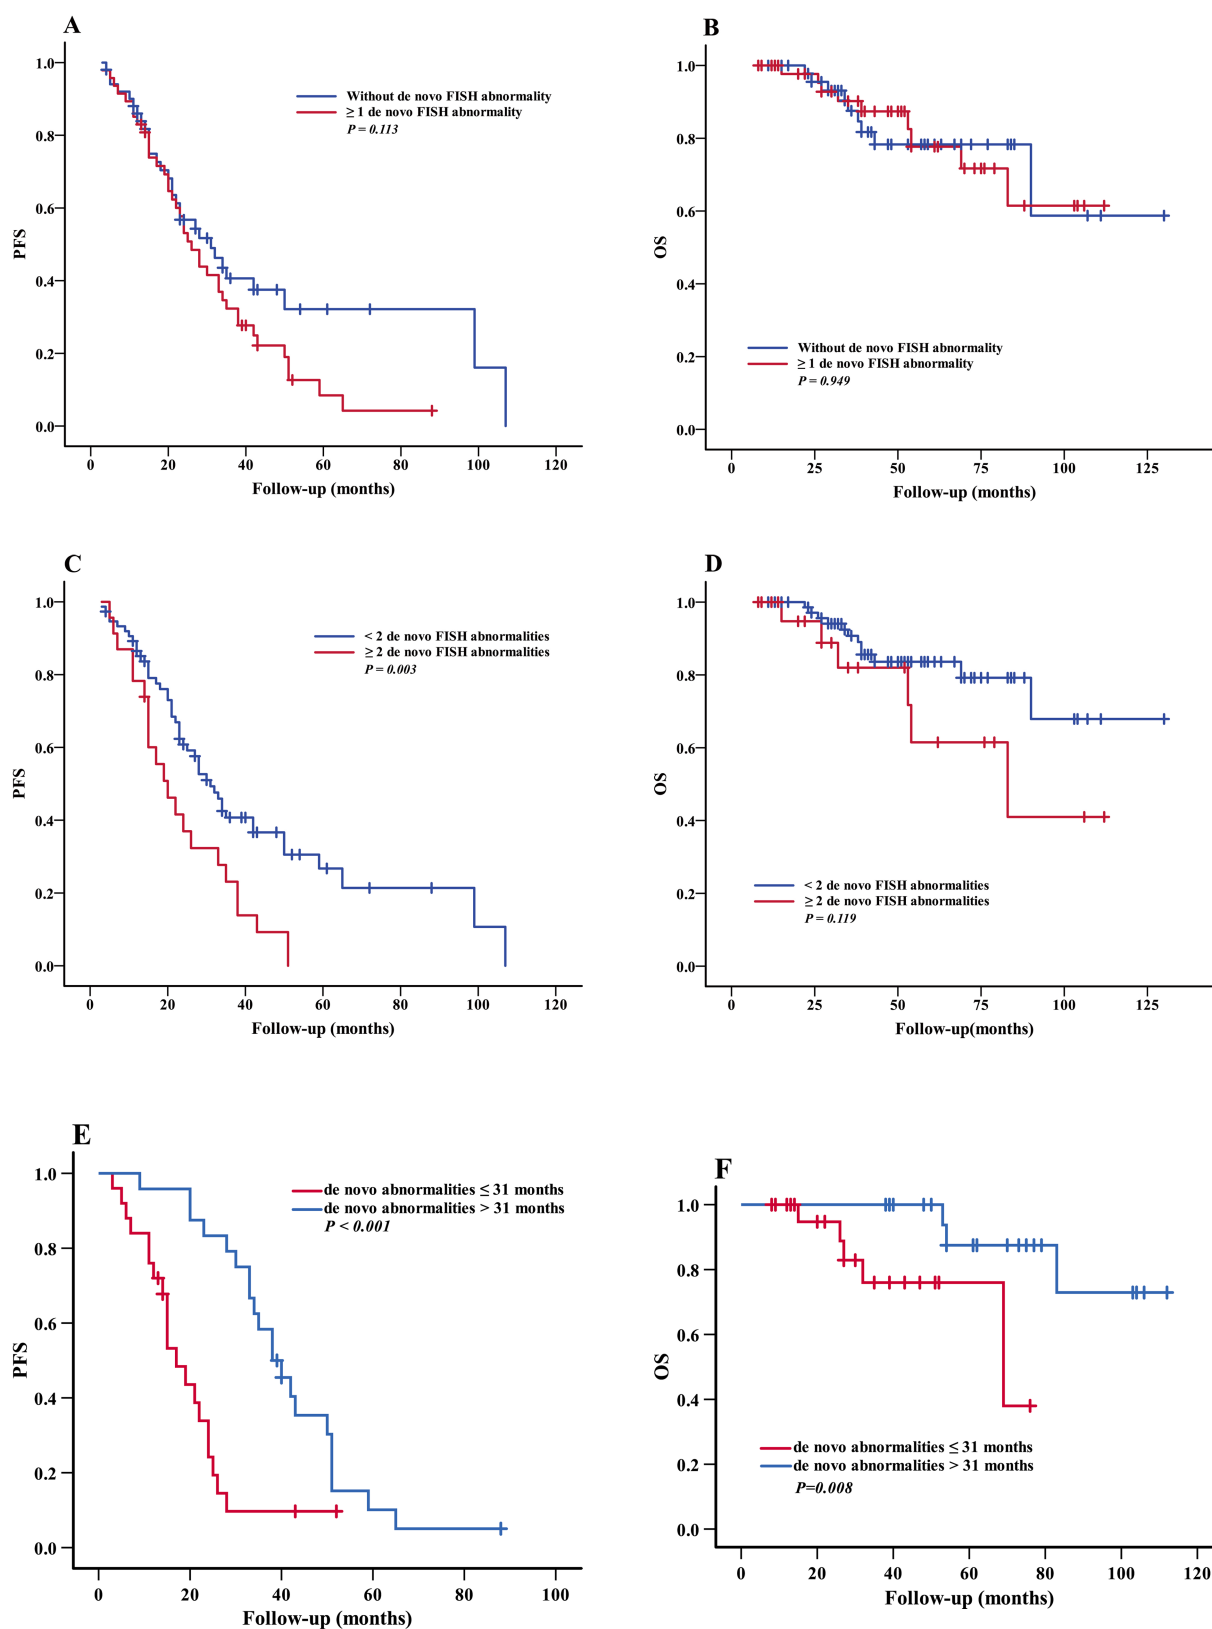 A
PFS
1.0
0.8
0.6
0.4
0.2
0.0
Without de novo FISH abnormality
≥ 1 de novo FISH abnormality
P = 0.113
0 20 40 60 80 100 120
Follow-up (months)
B
OS
1.0
0.8
0.6
0.4
0.2
0.0
Without de novo FISH abnormality
≥ 1 de novo FISH abnormality
P = 0.949
0 25 50 75 100 125
Follow-up (months)
C
PFS
1.0
0.8
0.6
0.4
0.2
0.0
< 2 de novo FISH abnormalities
≥ 2 de novo FISH abnormalities
P = 0.003
0 20 40 60 80 100 120
Follow-up (months)
D
OS
1.0
0.8
0.6
0.4
0.2
0.0
< 2 de novo FISH abnormalities
≥ 2 de novo FISH abnormalities
P = 0.119
0 25 50 75 100 125
Follow-up(months)
E
PFS
1.0
0.8
0.6
0.4
0.2
0.0
de novo abnormalities ≤ 31 months
de novo abnormalities > 31 months
P < 0.001
0 20 40 60 80 100
Follow-up (months)
F
OS
1.0
0.8
0.6
0.4
0.2
0.0
de novo abnormalities ≤ 31 months
de novo abnormalities > 31 months
P=0.008
0 20 40 60 80 100 120
Follow-up (months)